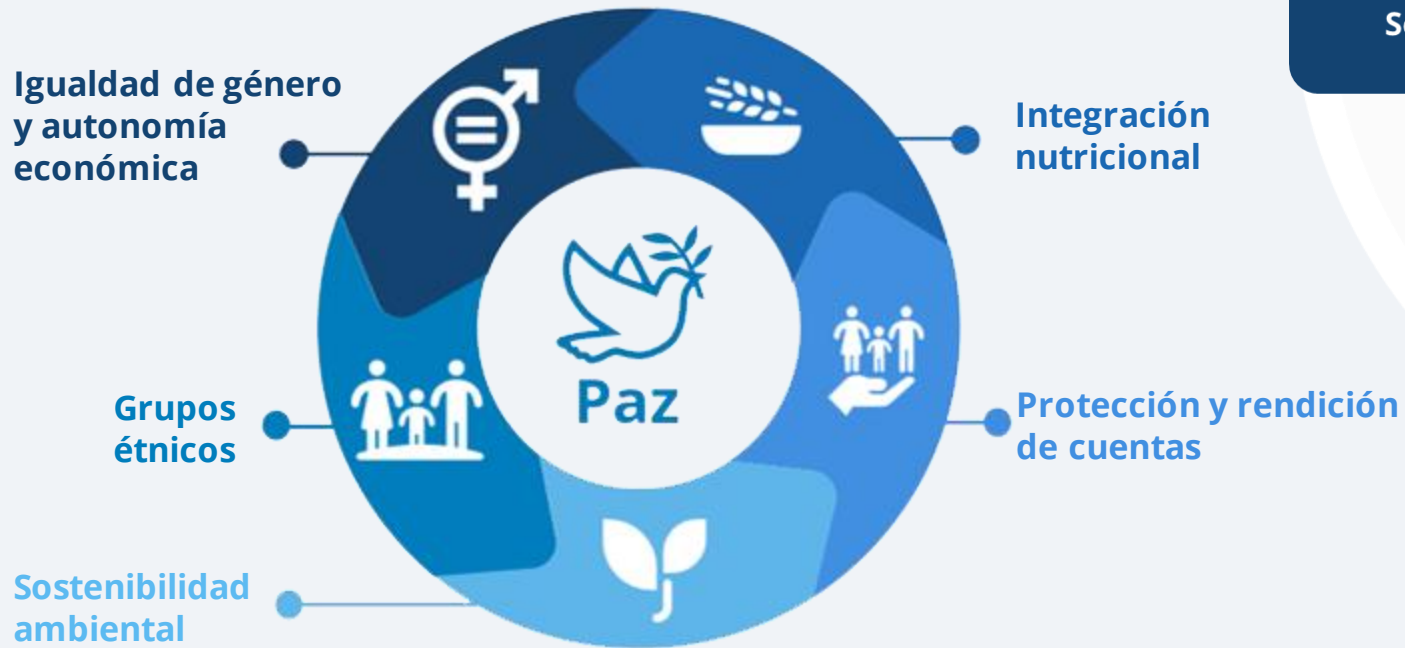 Igualdad de género
y autonomía
económica
Integración
nutricional
Paz
Grupos
étnicos
Protección y rendición
de cuentas
Sostenibilidad
ambiental